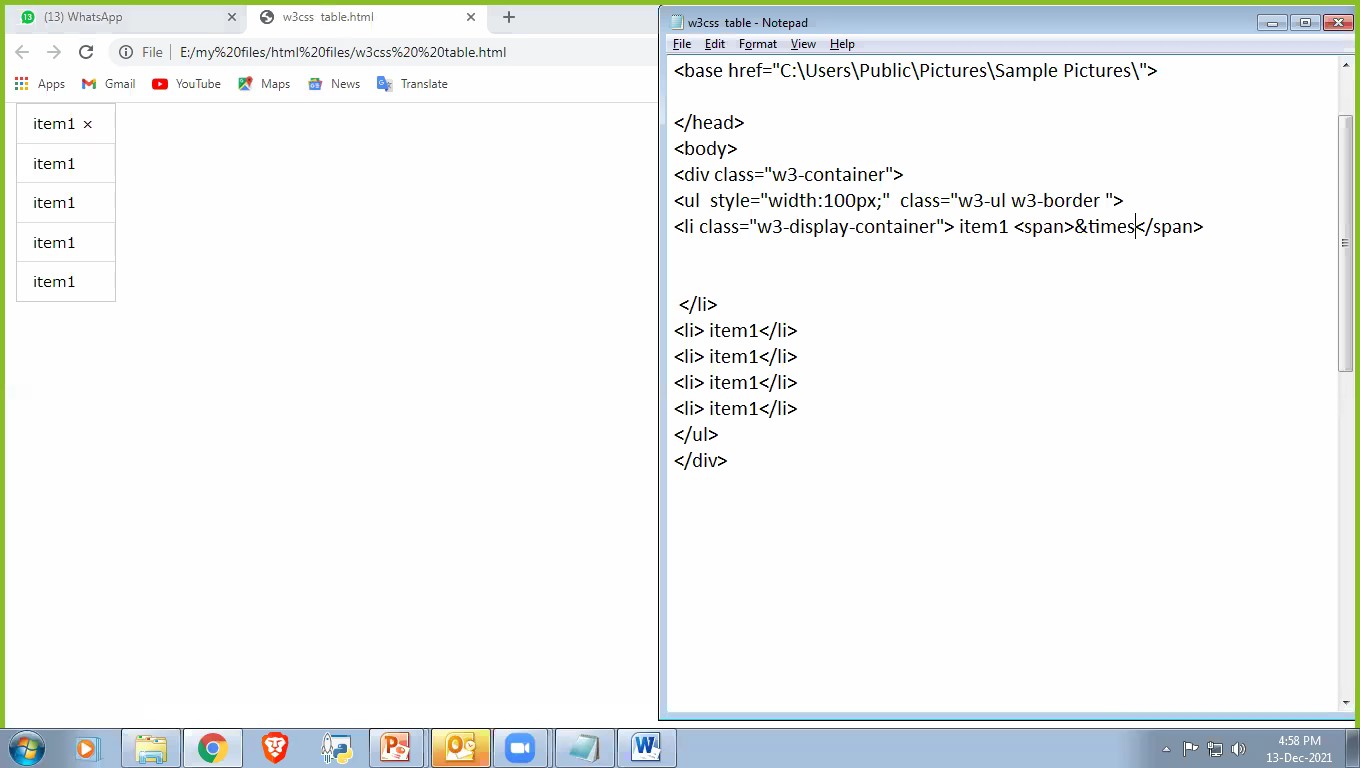 (13) WhatsApp
w3css table.html
File
E:/my%20files/html%20files/w3css%20%20table.html
Apps
Gmail
YouTube
Maps
News
Translate
item1 ×
item1
item1
item1
item1
w3css table - Notepad
File Edit Format View Help
<base href="C:\Users\Public\Pictures\Sample Pictures\">
</head>
<body>
<div class="w3-container">
<ul  style="width:100px;"  class="w3-ul w3-border ">
<li class="w3-display-container"> item1 <span>&times</span>
</li>
<li> item1</li>
<li> item1</li>
<li> item1</li>
<li> item1</li>
</ul>
</div>
4:58 PM
13-Dec-2021